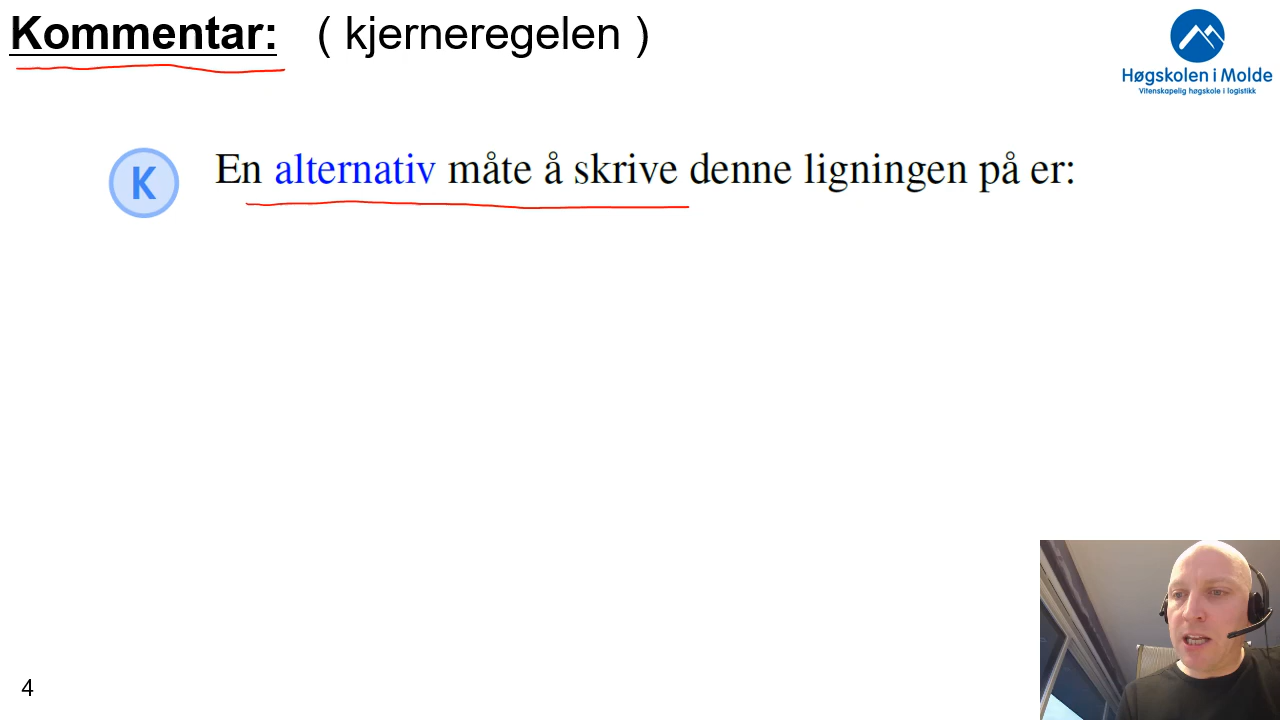 Kommentar: ( kjerneregelen )
Høgskolen i Molde
Vitenskapelig høgskole i logistikk
K
En alternativ måte å skrive denne ligningen på er:
4